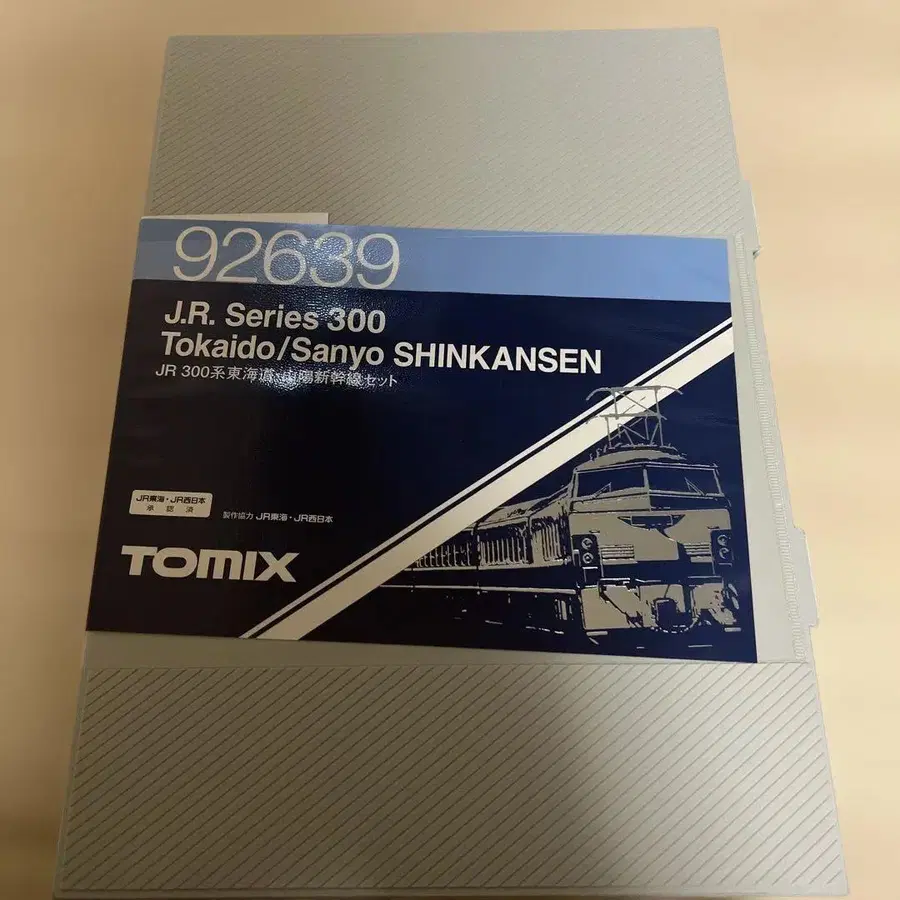 92639
J.R. Series 300
Tokaido/Sanyo SHINKANSEN
JR 300系東海道・山陽新幹線セット
JR東海・JR西日本
承認済
製作協力 JR東海・JR西日本
TOMIX